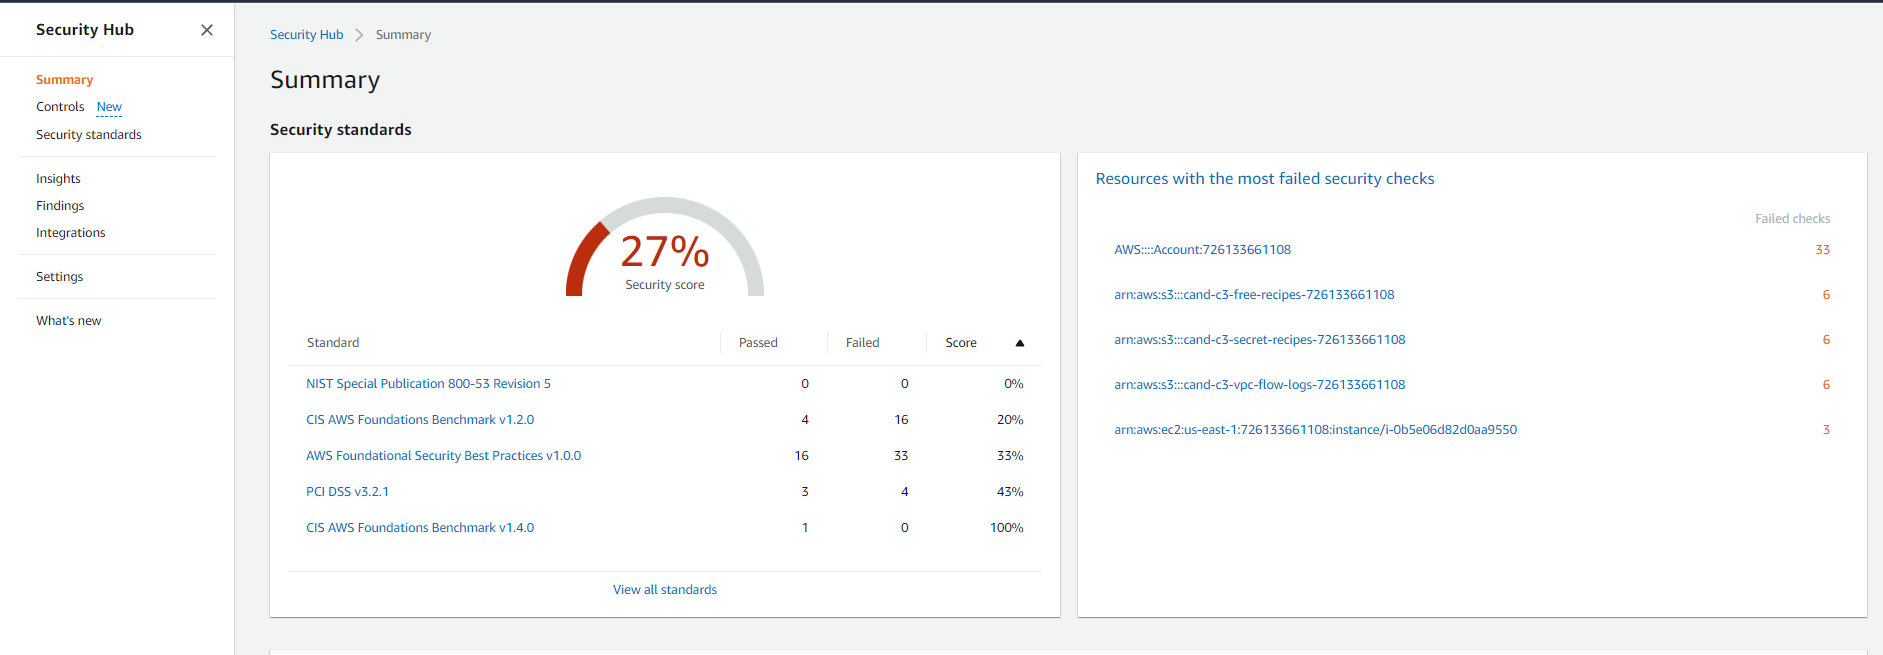 Security Hub
Summary
Controls New
Security standards
Insights
Findings
Integrations
Settings
What's new
Security Hub > Summary
Summary
Security standards
27%
Security score
Standard Passed Failed Score
NIST Special Publication 800-53 Revision 5 0 0 0%
CIS AWS Foundations Benchmark v1.2.0 4 16 20%
AWS Foundational Security Best Practices v1.0.0 16 33 33%
PCI DSS v3.2.1 3 4 43%
CIS AWS Foundations Benchmark v1.4.0 1 0 100%
View all standards
Resources with the most failed security checks
Failed checks
AWS::::Account:726133661108 33
arn:aws:s3:::cand-c3-free-recipes-726133661108 6
arn:aws:s3:::cand-c3-secret-recipes-726133661108 6
arn:aws:s3:::cand-c3-vpc-flow-logs-726133661108 6
arn:aws:ec2:us-east-1:726133661108:instance/i-0b5e06d82d0aa9550 3